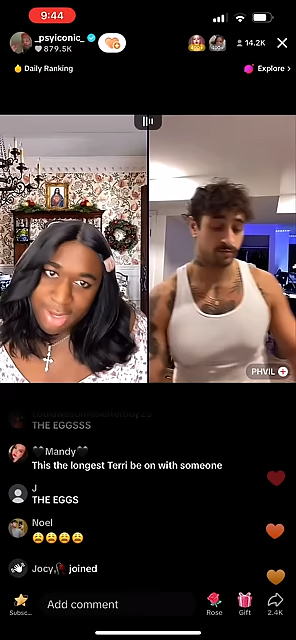 9:44
_psyiconic_
879.5K
14.2K
Daily Ranking
Explore >
PHVIL
THE EGGSSS
🖤Mandy🖤
This the longest Terri be on with someone
J
THE EGGS
Noel
😩😩😩😩
Jocy,🥀 joined
Subsc...
Add comment
Rose
Gift
2.4K